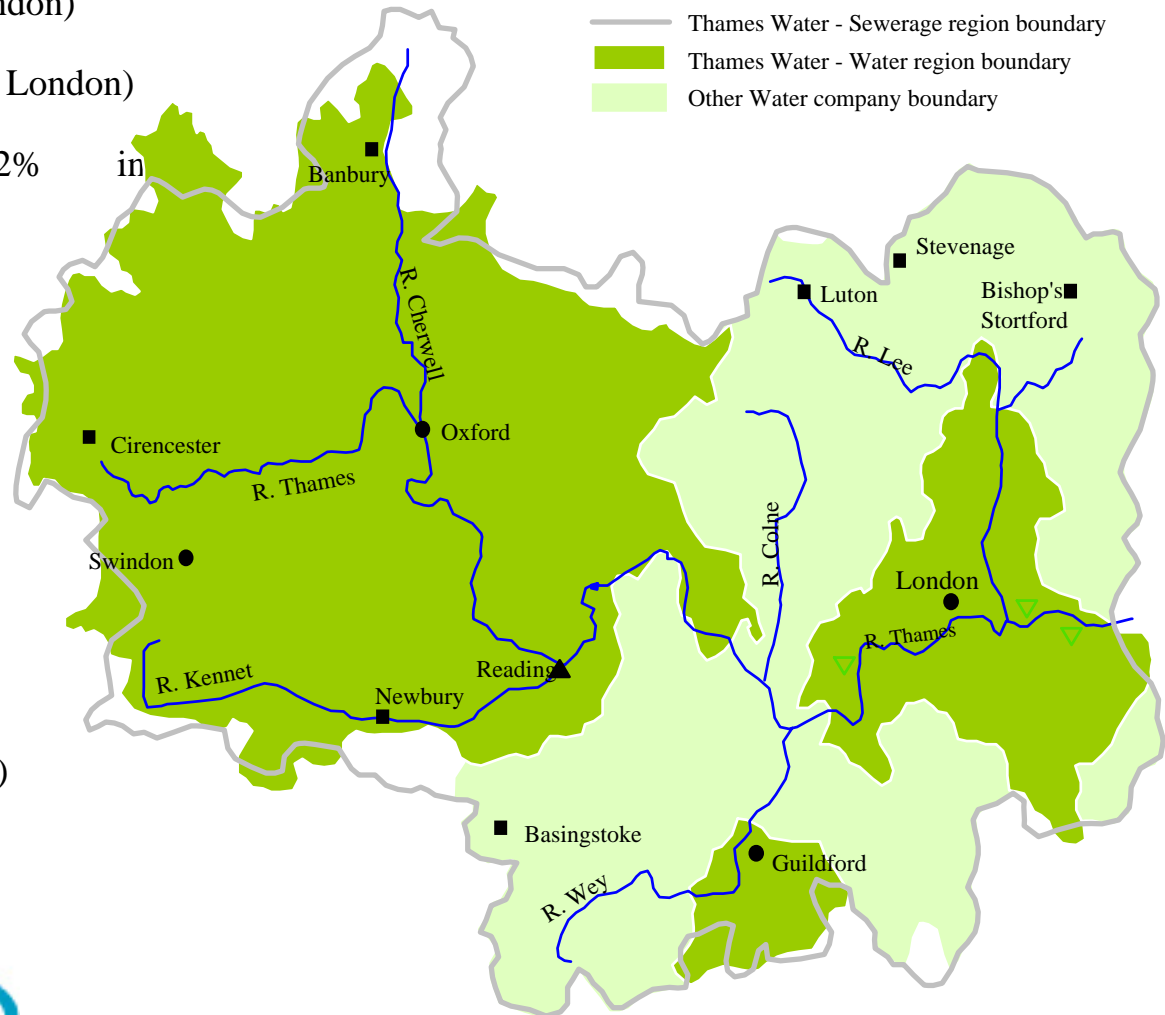 ndon)
London)
2% in
)
Thames Water - Sewerage region boundary
Thames Water - Water region boundary
Other Water company boundary
Banbury
Stevenage
Luton
Bishop's
Stortford
R. Cherwell
R. Lee
Cirencester
Oxford
R. Thames
R. Colne
Swindon
London
R. Thames
Reading
R. Kennet
Newbury
Basingstoke
Guildford
R. Wey